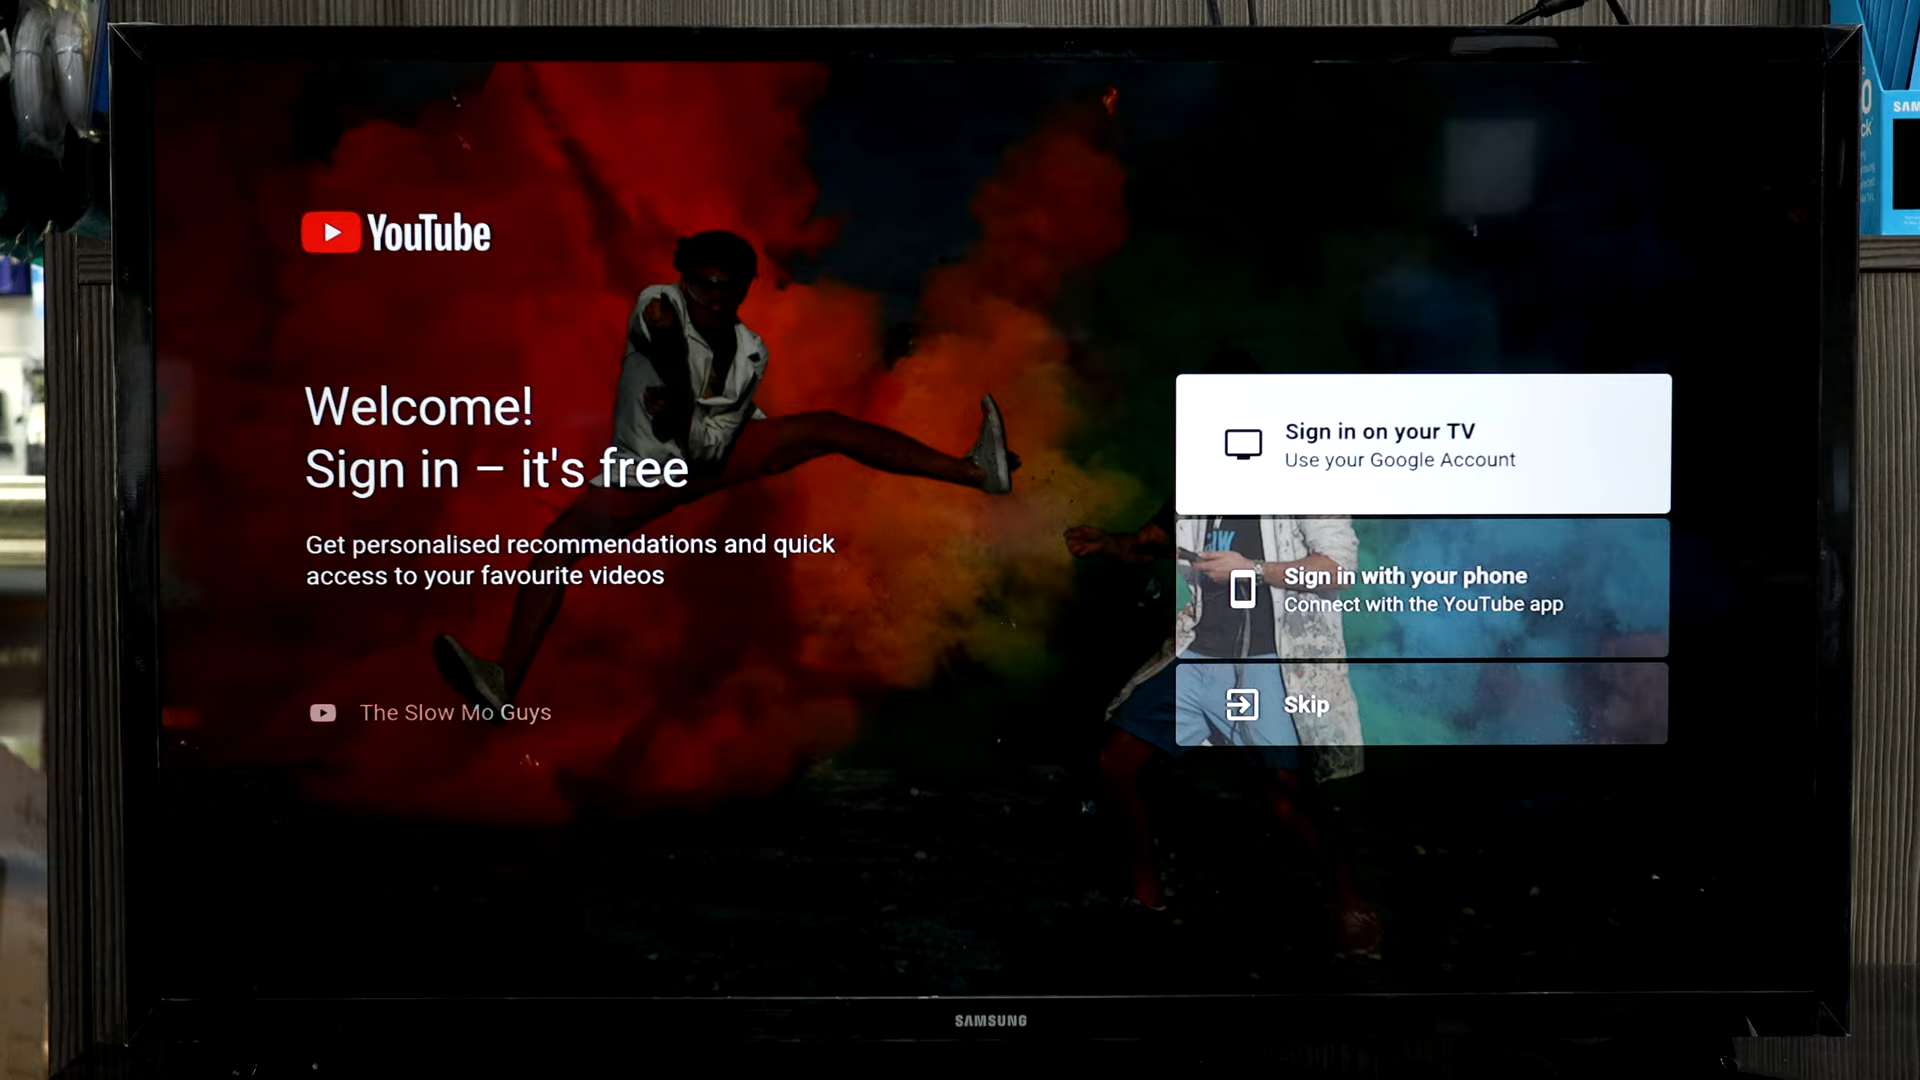 YouTube
Welcome!
Sign in – it's free
Get personalised recommendations and quick
access to your favourite videos
The Slow Mo Guys
Sign in on your TV
Use your Google Account
Sign in with your phone
Connect with the YouTube app
Skip
SAMSUNG